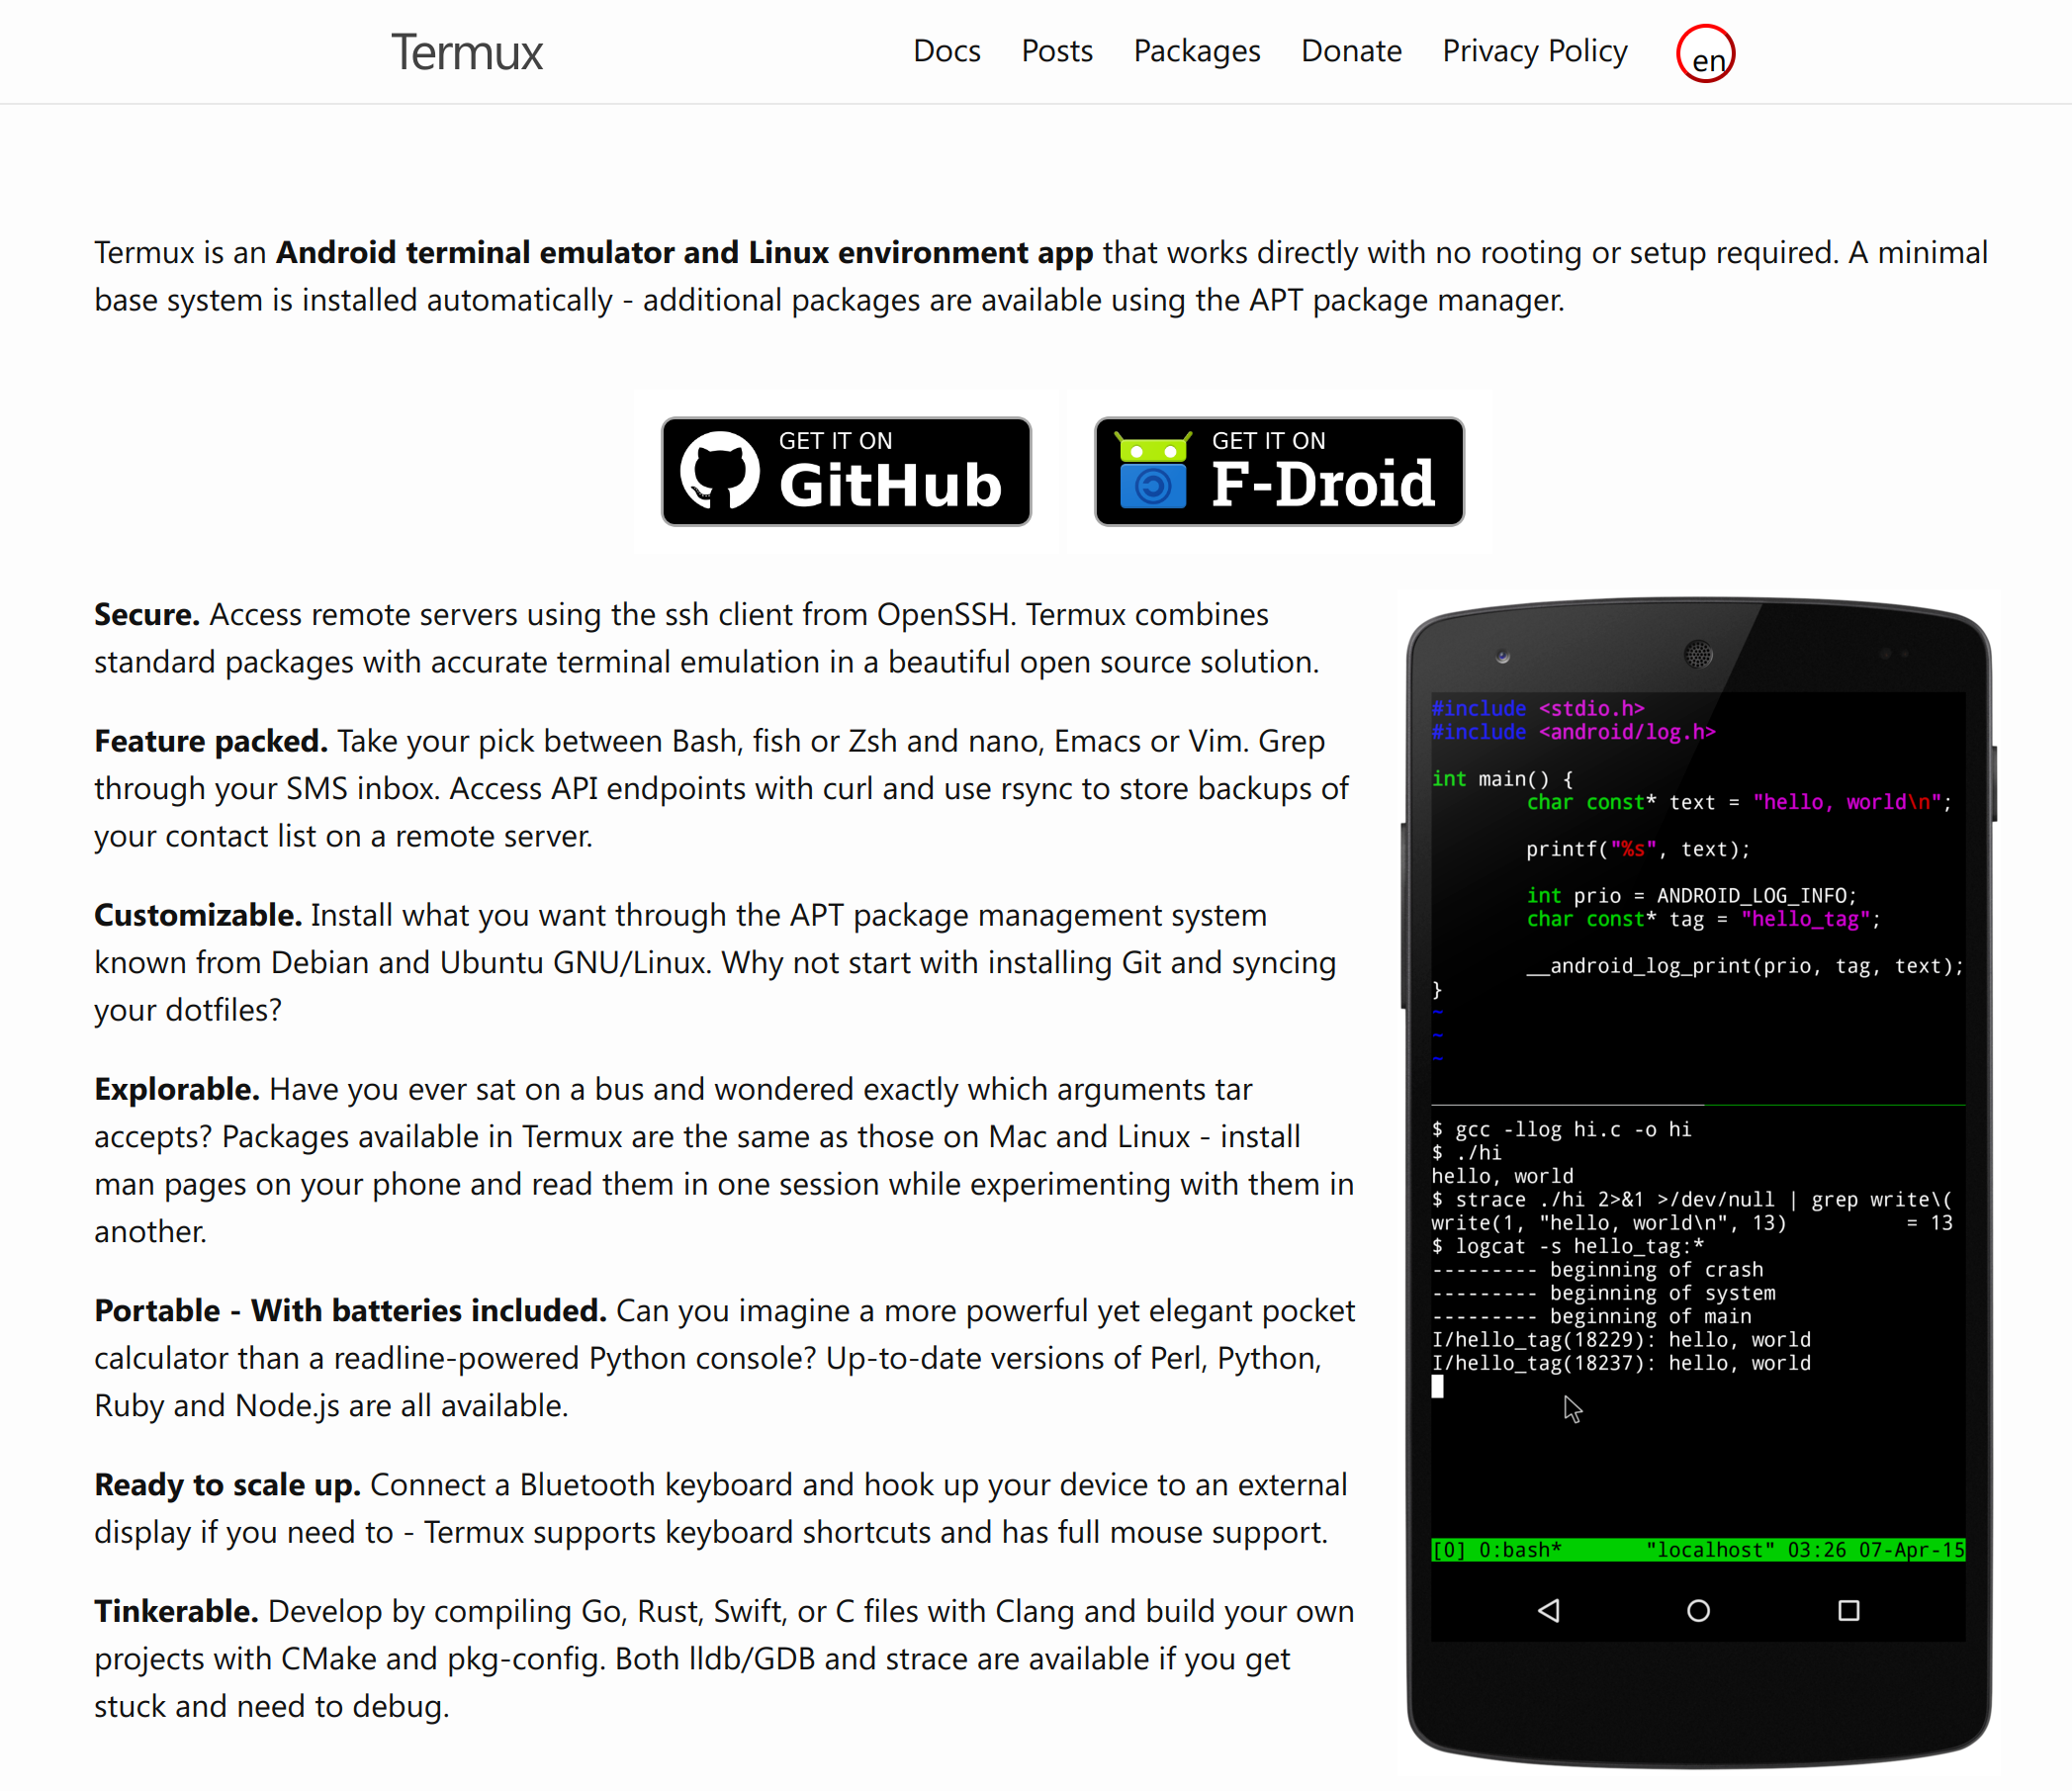 Termux
Docs Posts Packages Donate Privacy Policy en
Termux is an Android terminal emulator and Linux environment app that works directly with no rooting or setup required. A minimal
base system is installed automatically - additional packages are available using the APT package manager.
GET IT ON
GitHub
GET IT ON
F-Droid
Secure. Access remote servers using the ssh client from OpenSSH. Termux combines
standard packages with accurate terminal emulation in a beautiful open source solution.
Feature packed. Take your pick between Bash, fish or Zsh and nano, Emacs or Vim. Grep
through your SMS inbox. Access API endpoints with curl and use rsync to store backups of
your contact list on a remote server.
Customizable. Install what you want through the APT package management system
known from Debian and Ubuntu GNU/Linux. Why not start with installing Git and syncing
your dotfiles?
Explorable. Have you ever sat on a bus and wondered exactly which arguments tar
accepts? Packages available in Termux are the same as those on Mac and Linux - install
man pages on your phone and read them in one session while experimenting with them in
another.
Portable - With batteries included. Can you imagine a more powerful yet elegant pocket
calculator than a readline-powered Python console? Up-to-date versions of Perl, Python,
Ruby and Node.js are all available.
Ready to scale up. Connect a Bluetooth keyboard and hook up your device to an external
display if you need to - Termux supports keyboard shortcuts and has full mouse support.
Tinkerable. Develop by compiling Go, Rust, Swift, or C files with Clang and build your own
projects with CMake and pkg-config. Both lldb/GDB and strace are available if you get
stuck and need to debug.
#include <stdio.h>
#include <android/log.h>
int main() {
char const* text = "hello, world\n";
printf("%s", text);
int prio = ANDROID_LOG_INFO;
char const* tag = "hello_tag";
__android_log_print(prio, tag, text);
}
~
~
~
$ gcc -llog hi.c -o hi
$ ./hi
hello, world
$ strace ./hi 2>&1 >/dev/null | grep write\(
write(1, "hello, world\n", 13) = 13
$ logcat -s hello_tag:*
--------- beginning of crash
--------- beginning of system
--------- beginning of main
I/hello_tag(18229): hello, world
I/hello_tag(18237): hello, world
[0] 0:bash* "localhost" 03:26 07-Apr-15